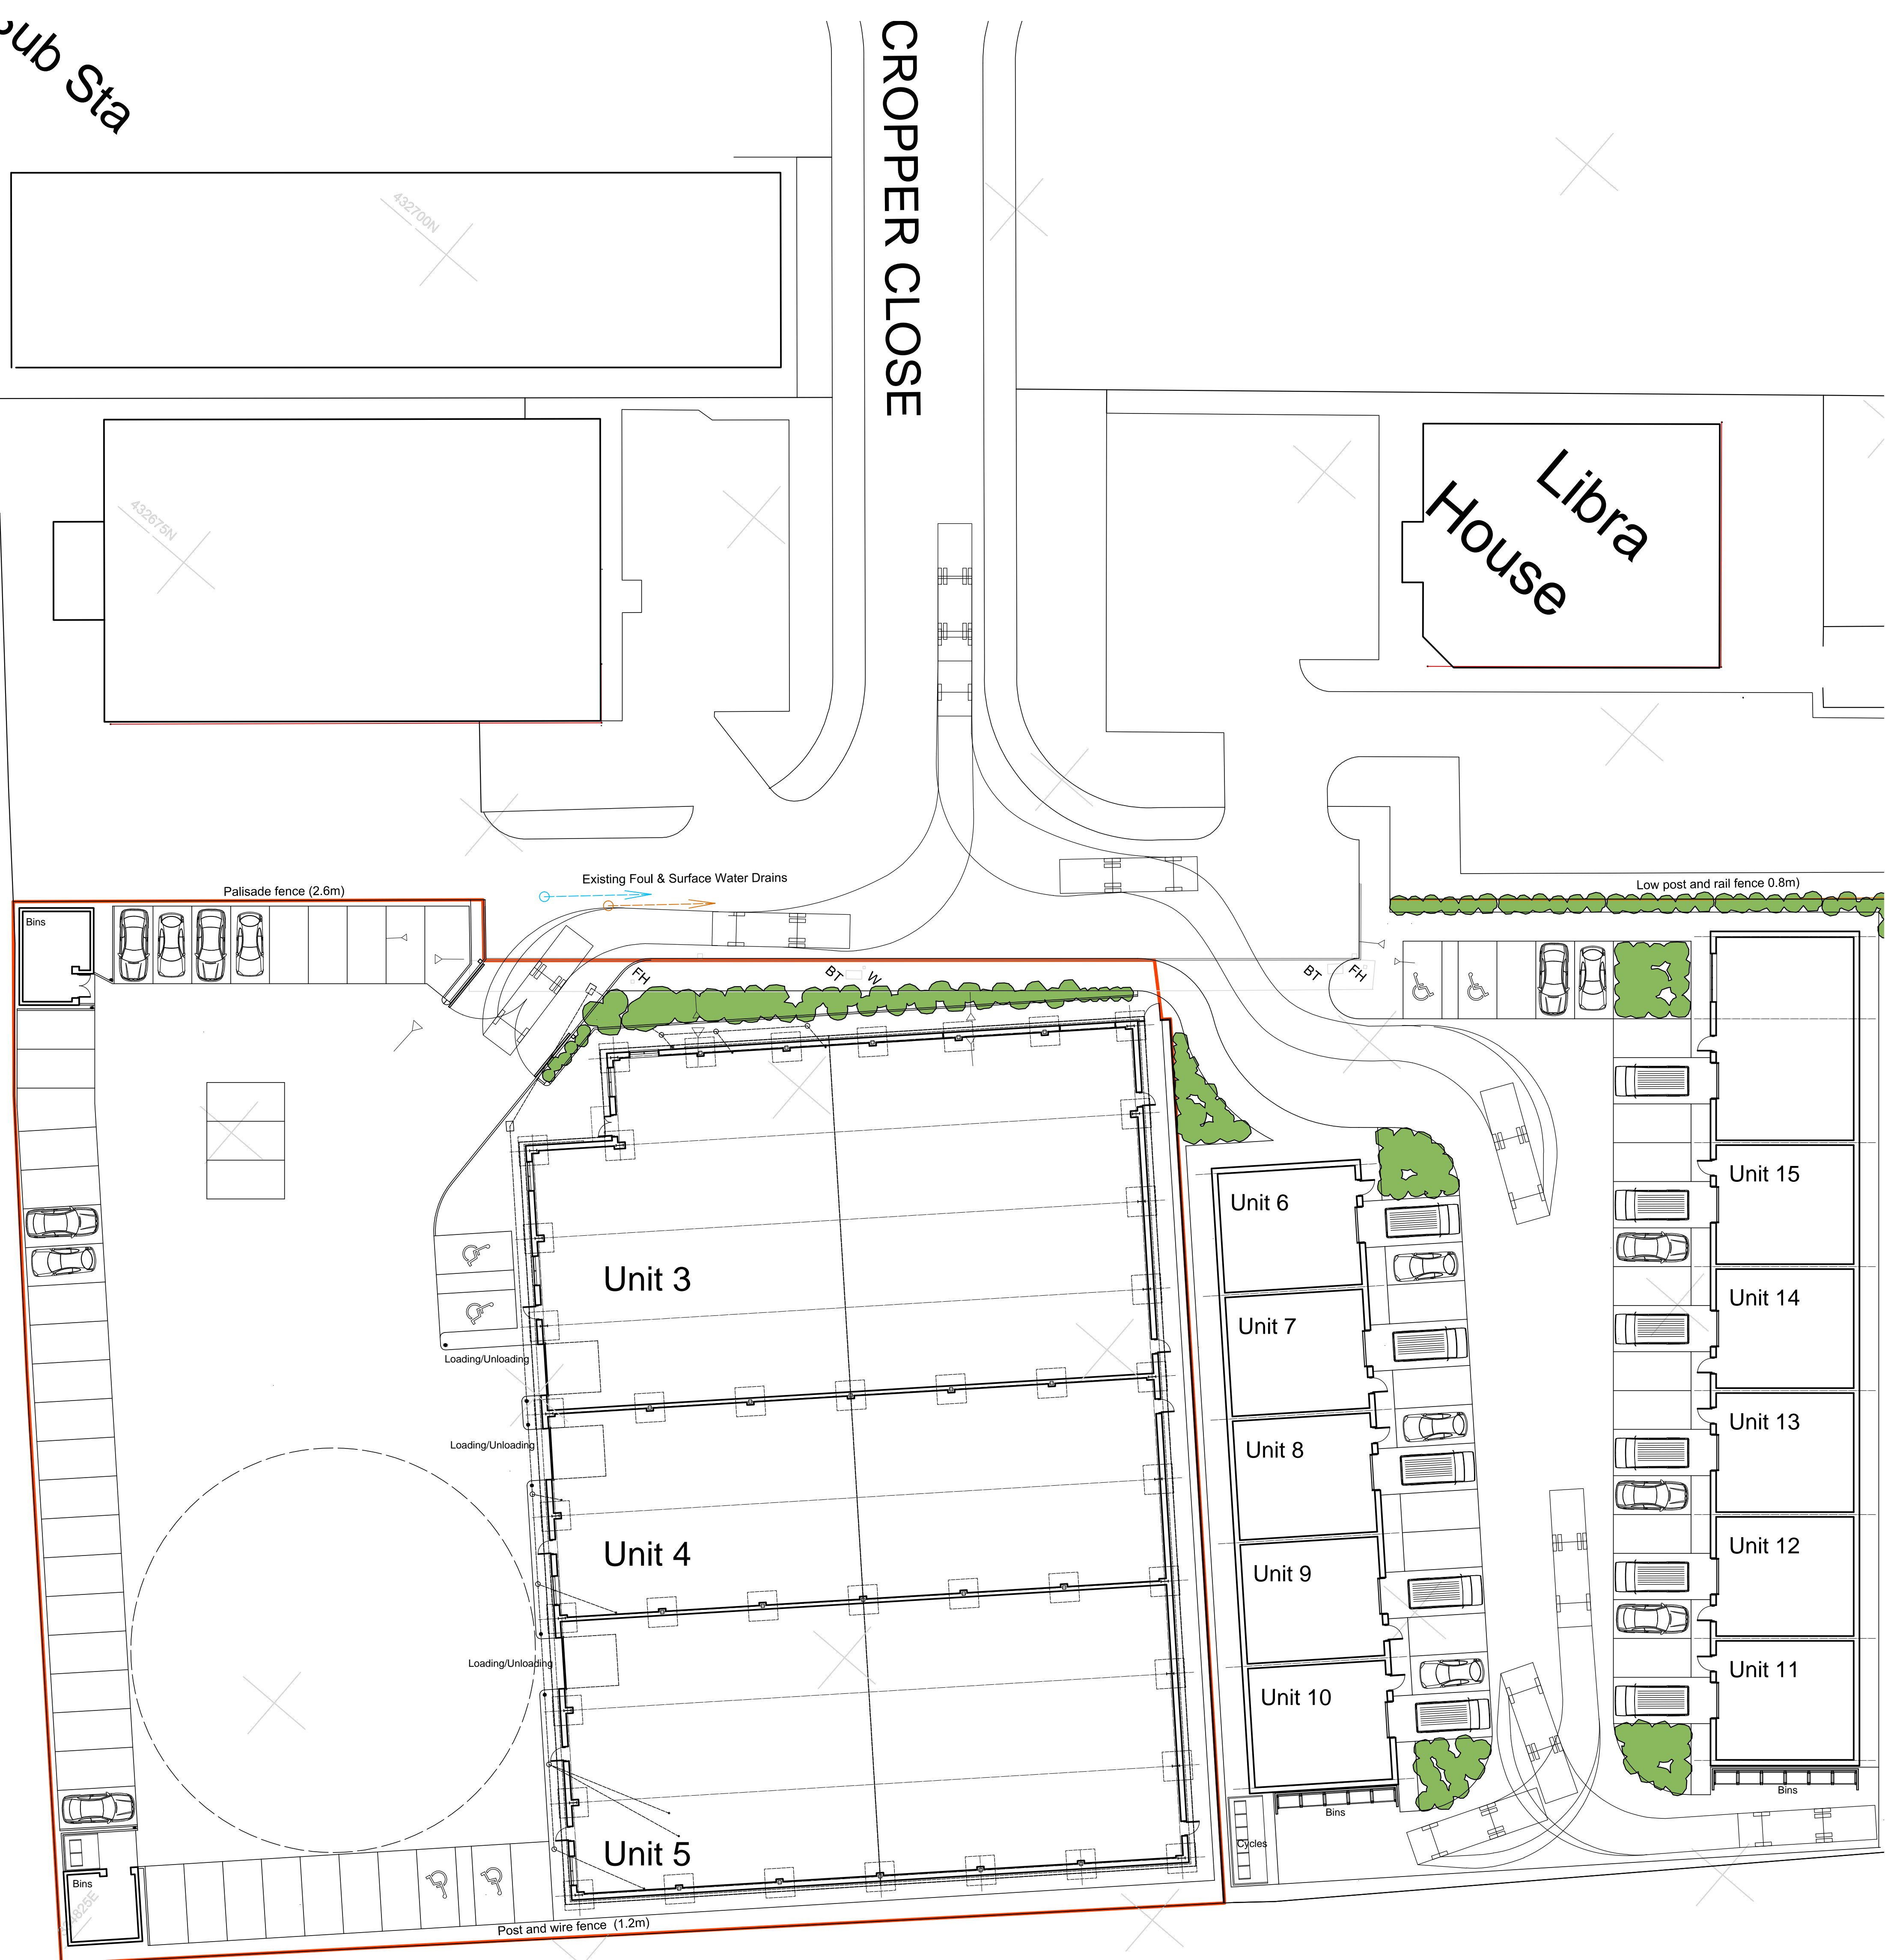 Sub Sta
CROPPER CLOSE
432700N
432675N
Libra
House
Existing Foul & Surface Water Drains
Palisade fence (2.6m)
Low post and rail fence 0.8m)
Bins
FH
BT
W
BT
FH
Unit 15
Unit 6
Unit 3
Unit 14
Unit 7
Loading/Unloading
Unit 13
Loading/Unloading
Unit 8
Unit 4
Unit 12
Unit 9
Loading/Unloading
Unit 11
Unit 10
Bins
Bins
Cycles
Unit 5
Bins
Post and wire fence (1.2m)